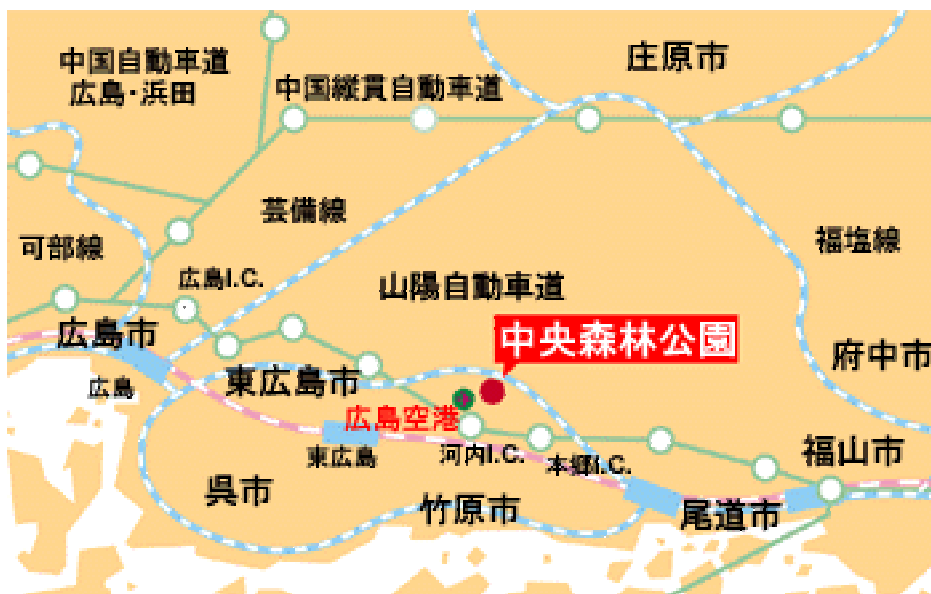 庄原市
中国自動車道
広島・浜田
中国縦貫自動車道
芸備線
福塩線
可部線
広島I.C.
山陽自動車道
広島市
中央森林公園
府中市
広島
東広島市
広島空港
東広島
河内I.C.
本郷I.C.
福山市
呉市
竹原市
尾道市